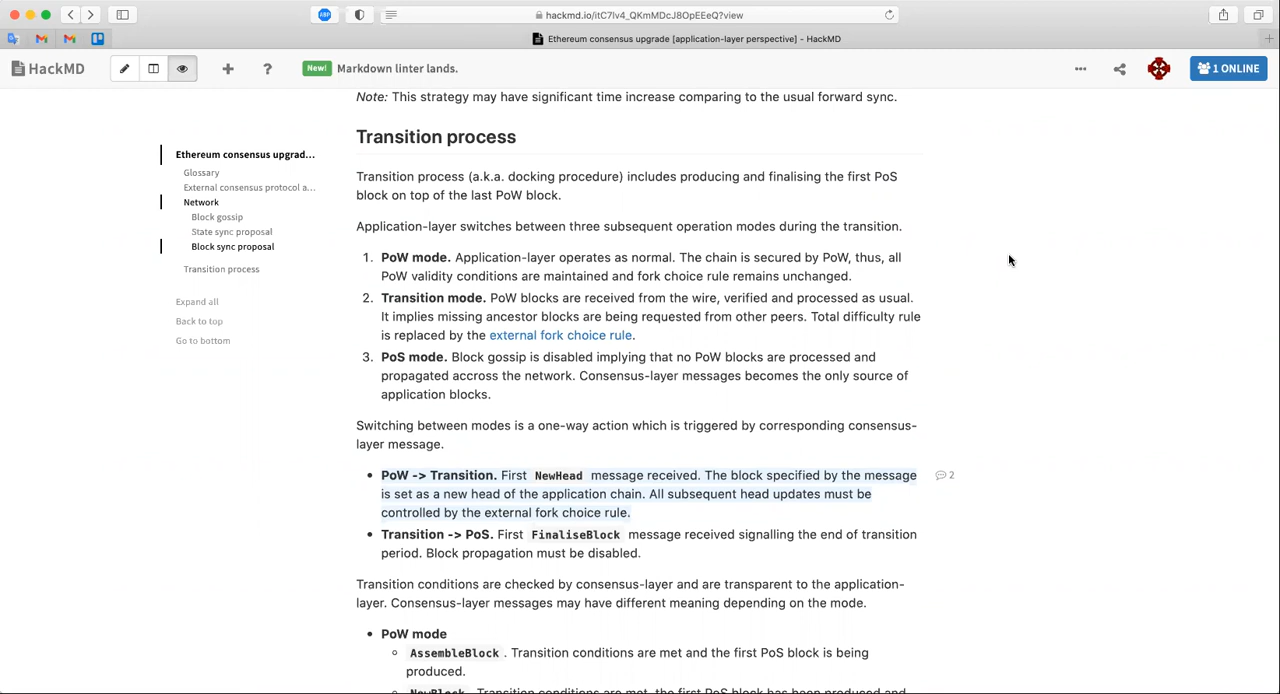 hackmd.io/itC7lv4_QKmMDcJ8OpEEeQ?view
Ethereum consensus upgrade [application-layer perspective] - HackMD
HackMD
New! Markdown linter lands.
1 ONLINE
Ethereum consensus upgrad...
Glossary
External consensus protocol a...
Network
Block gossip
State sync proposal
Block sync proposal
Transition process
Expand all
Back to top
Go to bottom
Note: This strategy may have significant time increase comparing to the usual forward sync.
Transition process
Transition process (a.k.a. docking procedure) includes producing and finalising the first PoS
block on top of the last PoW block.
Application-layer switches between three subsequent operation modes during the transition.
1. PoW mode. Application-layer operates as normal. The chain is secured by PoW, thus, all
PoW validity conditions are maintained and fork choice rule remains unchanged.
2. Transition mode. PoW blocks are received from the wire, verified and processed as usual.
It implies missing ancestor blocks are being requested from other peers. Total difficulty rule
is replaced by the external fork choice rule.
3. PoS mode. Block gossip is disabled implying that no PoW blocks are processed and
propagated accross the network. Consensus-layer messages becomes the only source of
application blocks.
Switching between modes is a one-way action which is triggered by corresponding consensus-
layer message.
• PoW -> Transition. First NewHead message received. The block specified by the message
is set as a new head of the application chain. All subsequent head updates must be
controlled by the external fork choice rule.
2
• Transition -> PoS. First FinaliseBlock message received signalling the end of transition
period. Block propagation must be disabled.
Transition conditions are checked by consensus-layer and are transparent to the application-
layer. Consensus-layer messages may have different meaning depending on the mode.
• PoW mode
◦ AssembleBlock. Transition conditions are met and the first PoS block is being
produced.
◦ NewBlock. Transition conditions are met, the first PoS block has been produced and